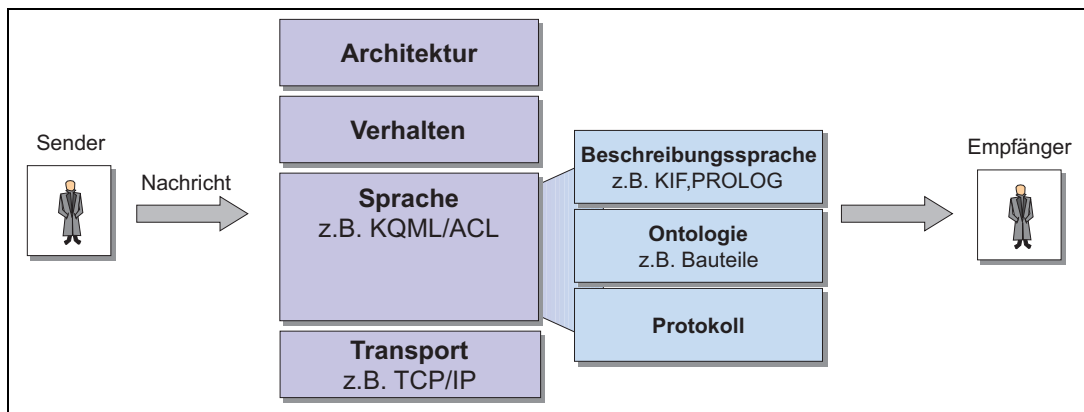 Sender
Nachricht
Architektur
Verhalten
Sprache
z.B. KQML/ACL
Transport
z.B. TCP/IP
Beschreibungssprache
z.B. KIF,PROLOG
Ontologie
z.B. Bauteile
Protokoll
Empfänger